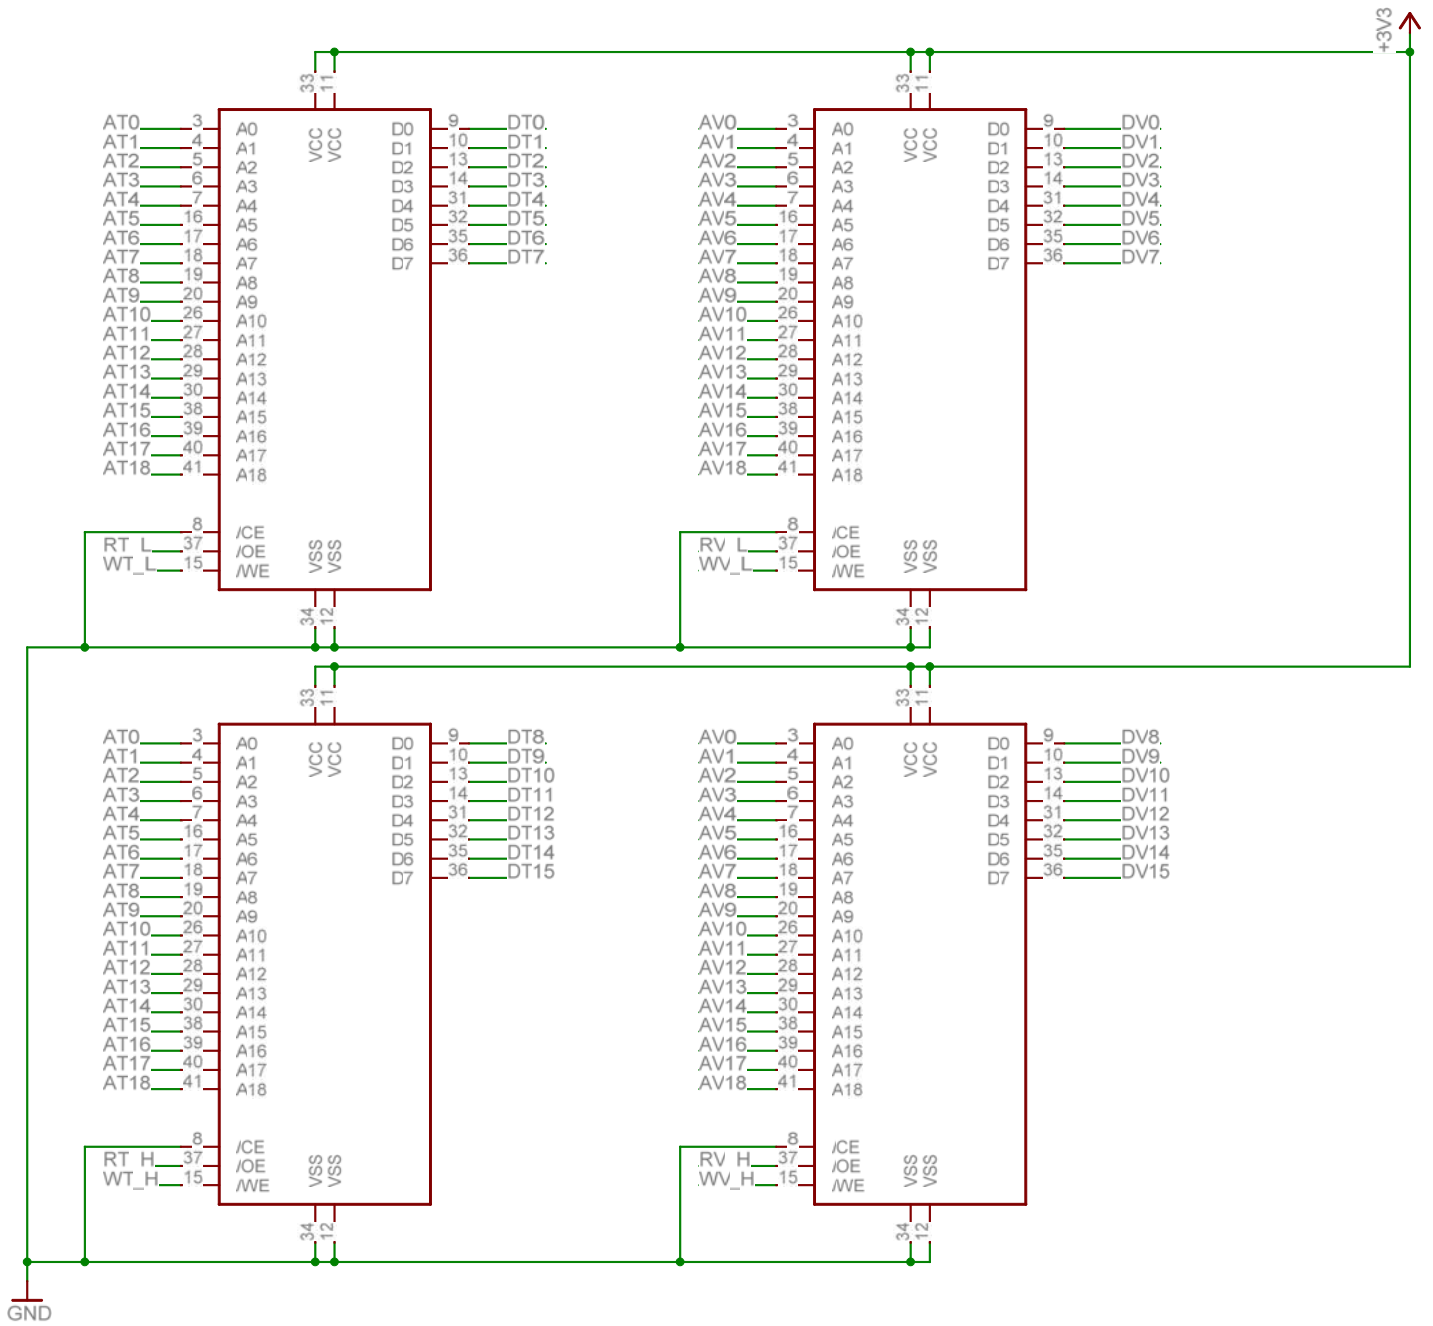 +3V3
33 11 33 11
AT0 3 A0 VCC VCC D0 9 DT0 AV0 3 A0 VCC VCC D0 9 DV0
AT1 4 A1 D1 10 DT1 AV1 4 A1 D1 10 DV1
AT2 5 A2 D2 13 DT2 AV2 5 A2 D2 13 DV2
AT3 6 A3 D3 14 DT3 AV3 6 A3 D3 14 DV3
AT4 7 A4 D4 31 DT4 AV4 7 A4 D4 31 DV4
AT5 16 A5 D5 32 DT5 AV5 16 A5 D5 32 DV5
AT6 17 A6 D6 35 DT6 AV6 17 A6 D6 35 DV6
AT7 18 A7 D7 36 DT7 AV7 18 A7 D7 36 DV7
AT8 19 A8 AV8 19 A8
AT9 20 A9 AV9 20 A9
AT10 26 A10 AV10 26 A10
AT11 27 A11 AV11 27 A11
AT12 28 A12 AV12 28 A12
AT13 29 A13 AV13 29 A13
AT14 30 A14 AV14 30 A14
AT15 38 A15 AV15 38 A15
AT16 39 A16 AV16 39 A16
AT17 40 A17 AV17 40 A17
AT18 41 A18 AV18 41 A18
8 /CE 8 /CE
RT_L 37 /OE VSS VSS RV_L 37 /OE VSS VSS
WT_L 15 /WE WV_L 15 /WE
34 12 34 12
33 11 33 11
AT0 3 A0 VCC VCC D0 9 DT8 AV0 3 A0 VCC VCC D0 9 DV8
AT1 4 A1 D1 10 DT9 AV1 4 A1 D1 10 DV9
AT2 5 A2 D2 13 DT10 AV2 5 A2 D2 13 DV10
AT3 6 A3 D3 14 DT11 AV3 6 A3 D3 14 DV11
AT4 7 A4 D4 31 DT12 AV4 7 A4 D4 31 DV12
AT5 16 A5 D5 32 DT13 AV5 16 A5 D5 32 DV13
AT6 17 A6 D6 35 DT14 AV6 17 A6 D6 35 DV14
AT7 18 A7 D7 36 DT15 AV7 18 A7 D7 36 DV15
AT8 19 A8 AV8 19 A8
AT9 20 A9 AV9 20 A9
AT10 26 A10 AV10 26 A10
AT11 27 A11 AV11 27 A11
AT12 28 A12 AV12 28 A12
AT13 29 A13 AV13 29 A13
AT14 30 A14 AV14 30 A14
AT15 38 A15 AV15 38 A15
AT16 39 A16 AV16 39 A16
AT17 40 A17 AV17 40 A17
AT18 41 A18 AV18 41 A18
8 /CE 8 /CE
RT_H 37 /OE VSS VSS RV_H 37 /OE VSS VSS
WT_H 15 /WE WV_H 15 /WE
34 12 34 12
GND